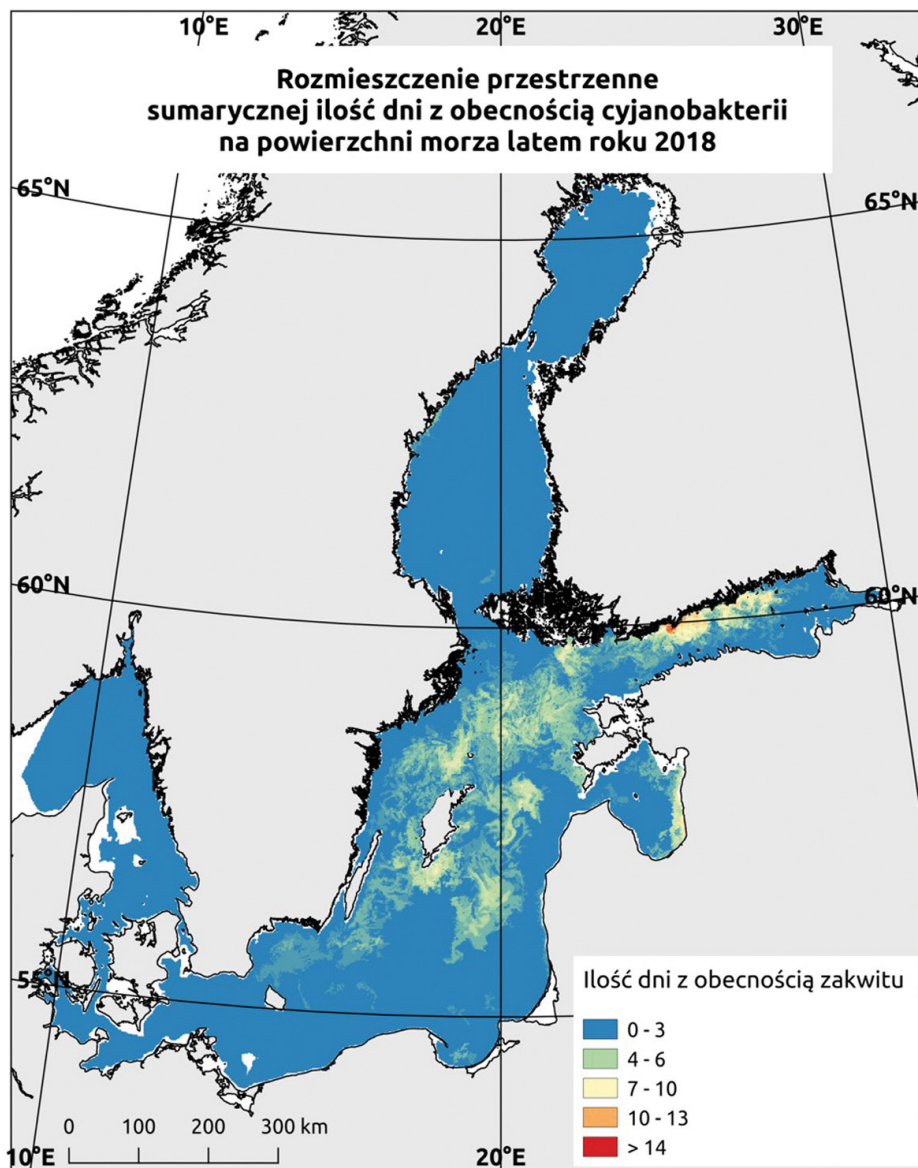 10°E 20°E 30°E
Rozmieszczenie przestrzenne
sumarycznej ilość dni z obecnością cyjanobakterii
na powierzchni morza latem roku 2018
65°N 65°N
60°N 60°N
55°N
Ilość dni z obecnością zakwitu
0 - 3
4 - 6
7 - 10
10 - 13
> 14
0 100 200 300 km
10°E 20°E